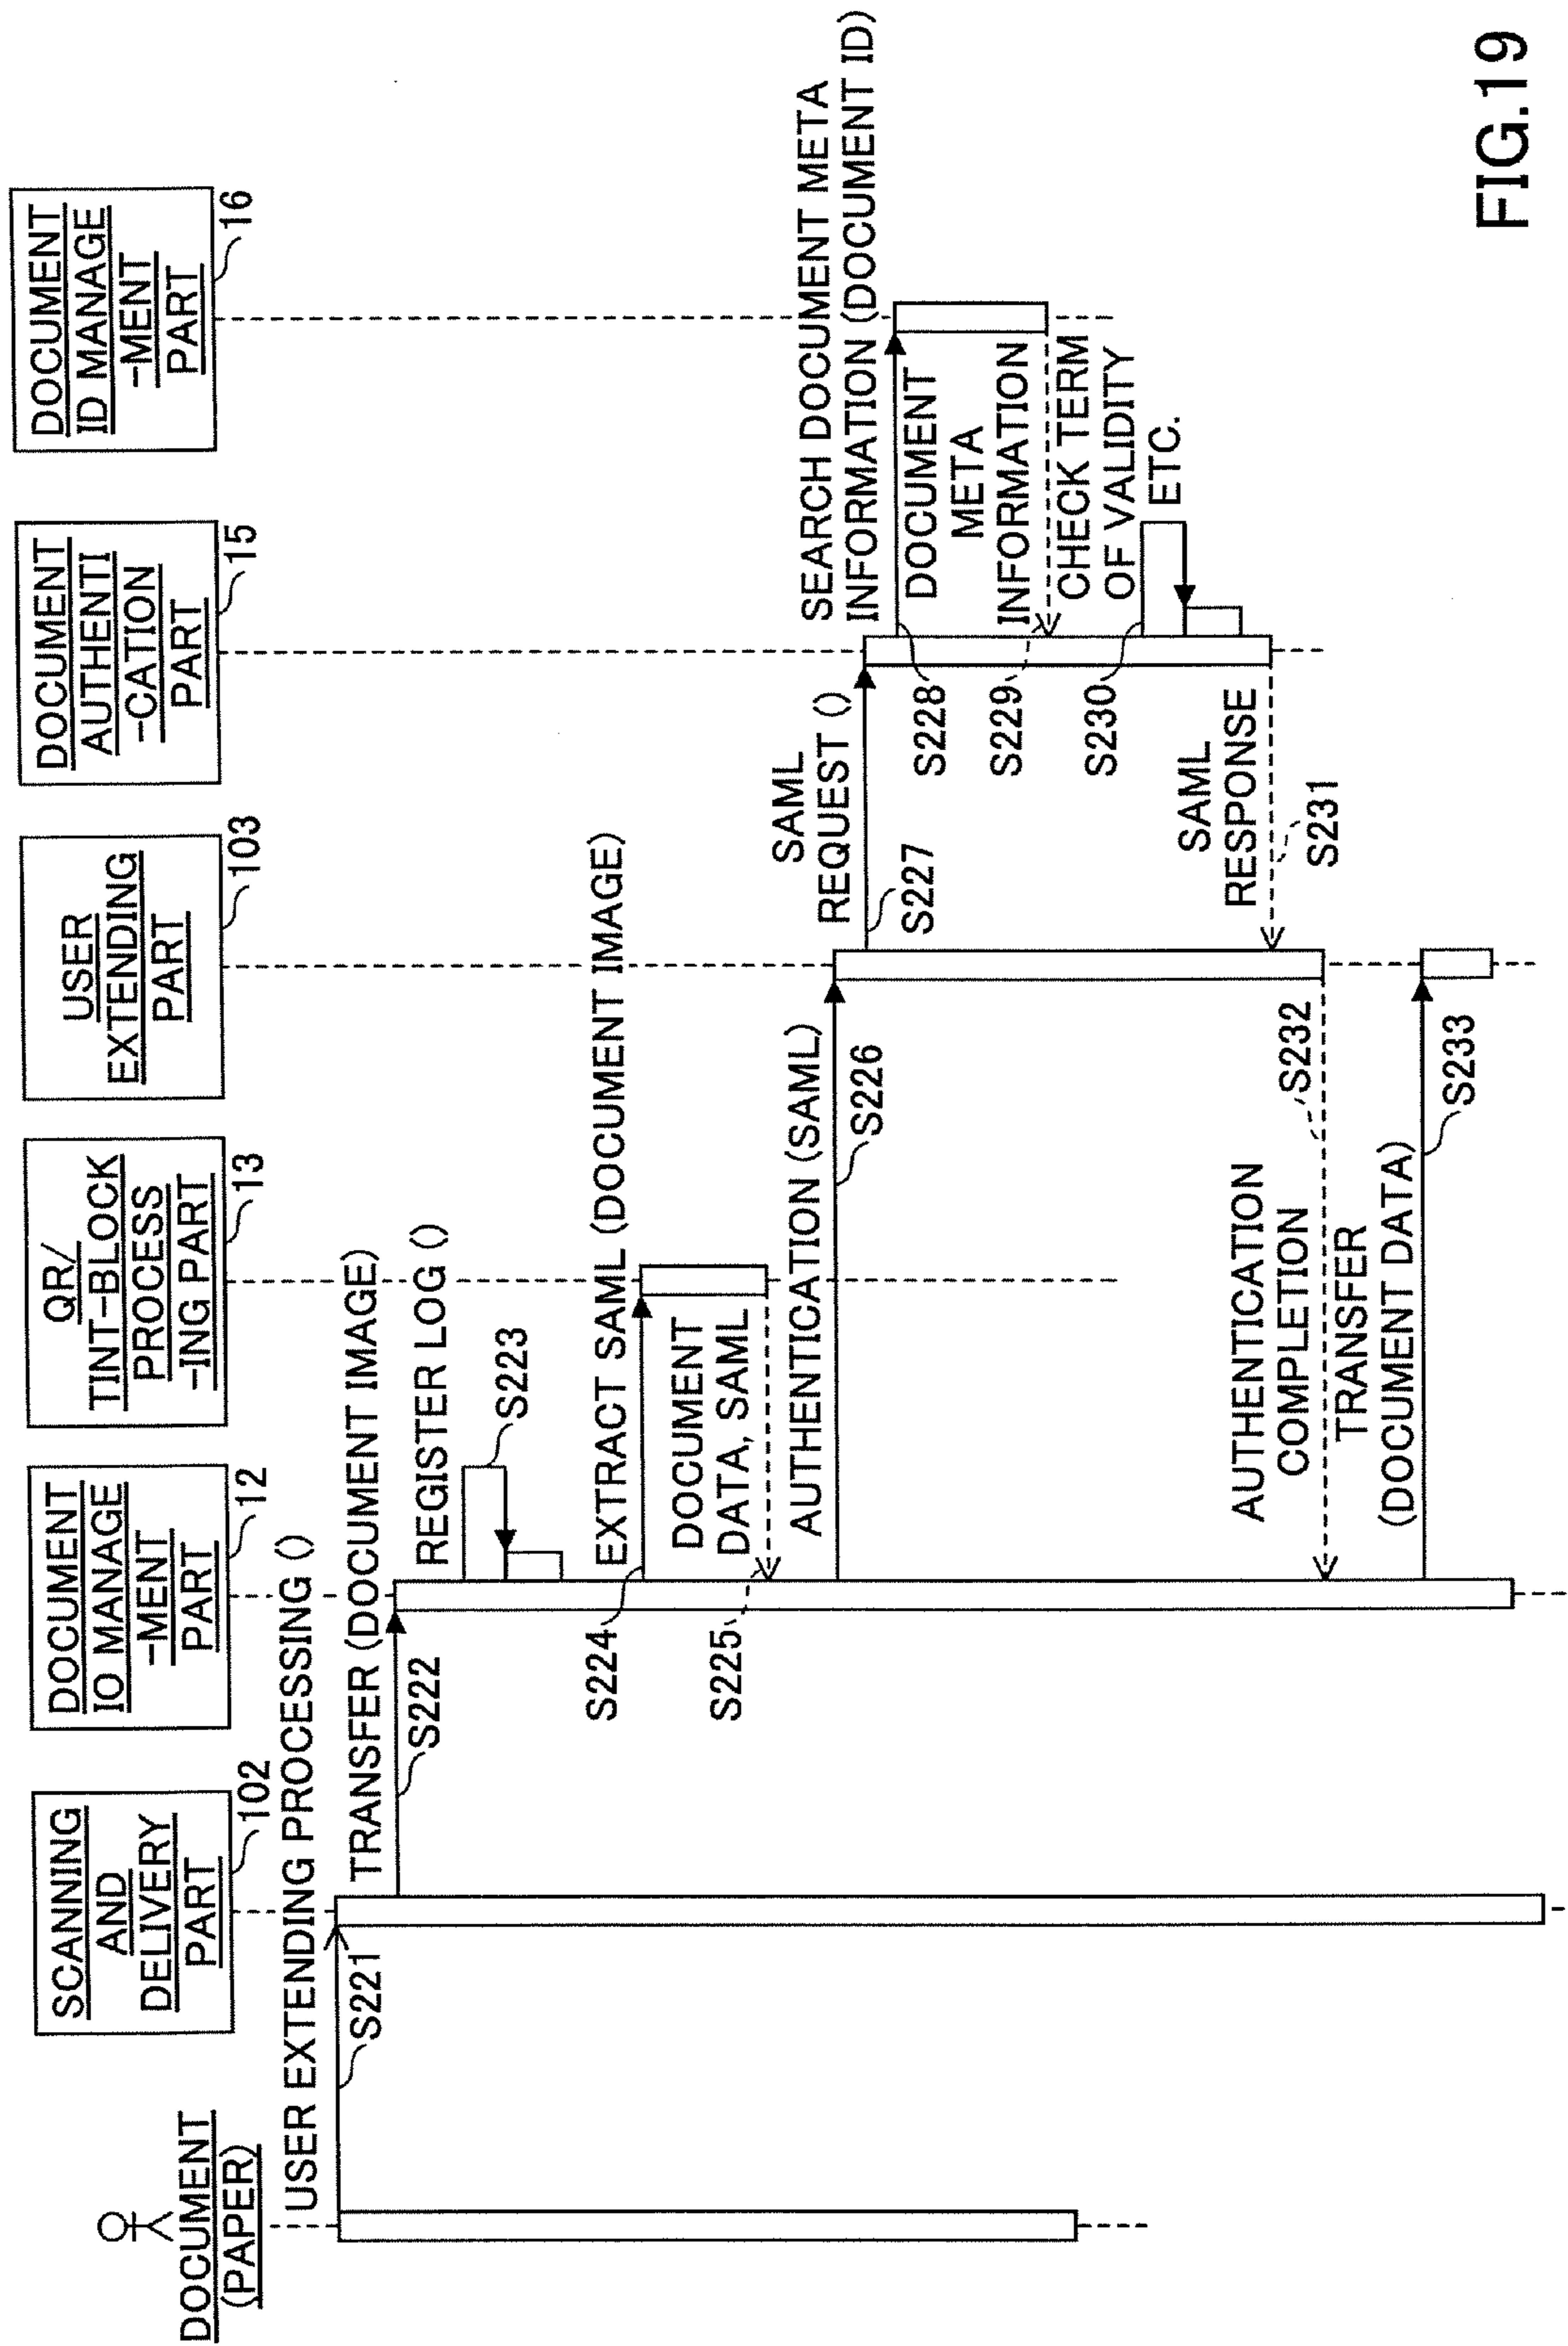 DOCUMENT
(PAPER)
SCANNING
AND
DELIVERY
PART
102
DOCUMENT
IO MANAGE
-MENT
PART
12
QR/
TINT-BLOCK
PROCESS
-ING PART
13
USER
EXTENDING
PART
103
DOCUMENT
AUTHENTI
-CATION
PART
15
DOCUMENT
ID MANAGE
-MENT
PART
16
USER EXTENDING PROCESSING ()
S221
TRANSFER (DOCUMENT IMAGE)
S222
REGISTER LOG ()
S223
EXTRACT SAML (DOCUMENT IMAGE)
S224
DOCUMENT
DATA, SAML
S225
AUTHENTICATION (SAML)
S226
SAML
REQUEST ()
S227
SEARCH DOCUMENT META
INFORMATION (DOCUMENT ID)
S228
DOCUMENT
META
INFORMATION
S229
CHECK TERM
OF VALIDITY
ETC.
S230
SAML
RESPONSE
S231
AUTHENTICATION
COMPLETION
S232
TRANSFER
(DOCUMENT DATA)
S233
FIG.19